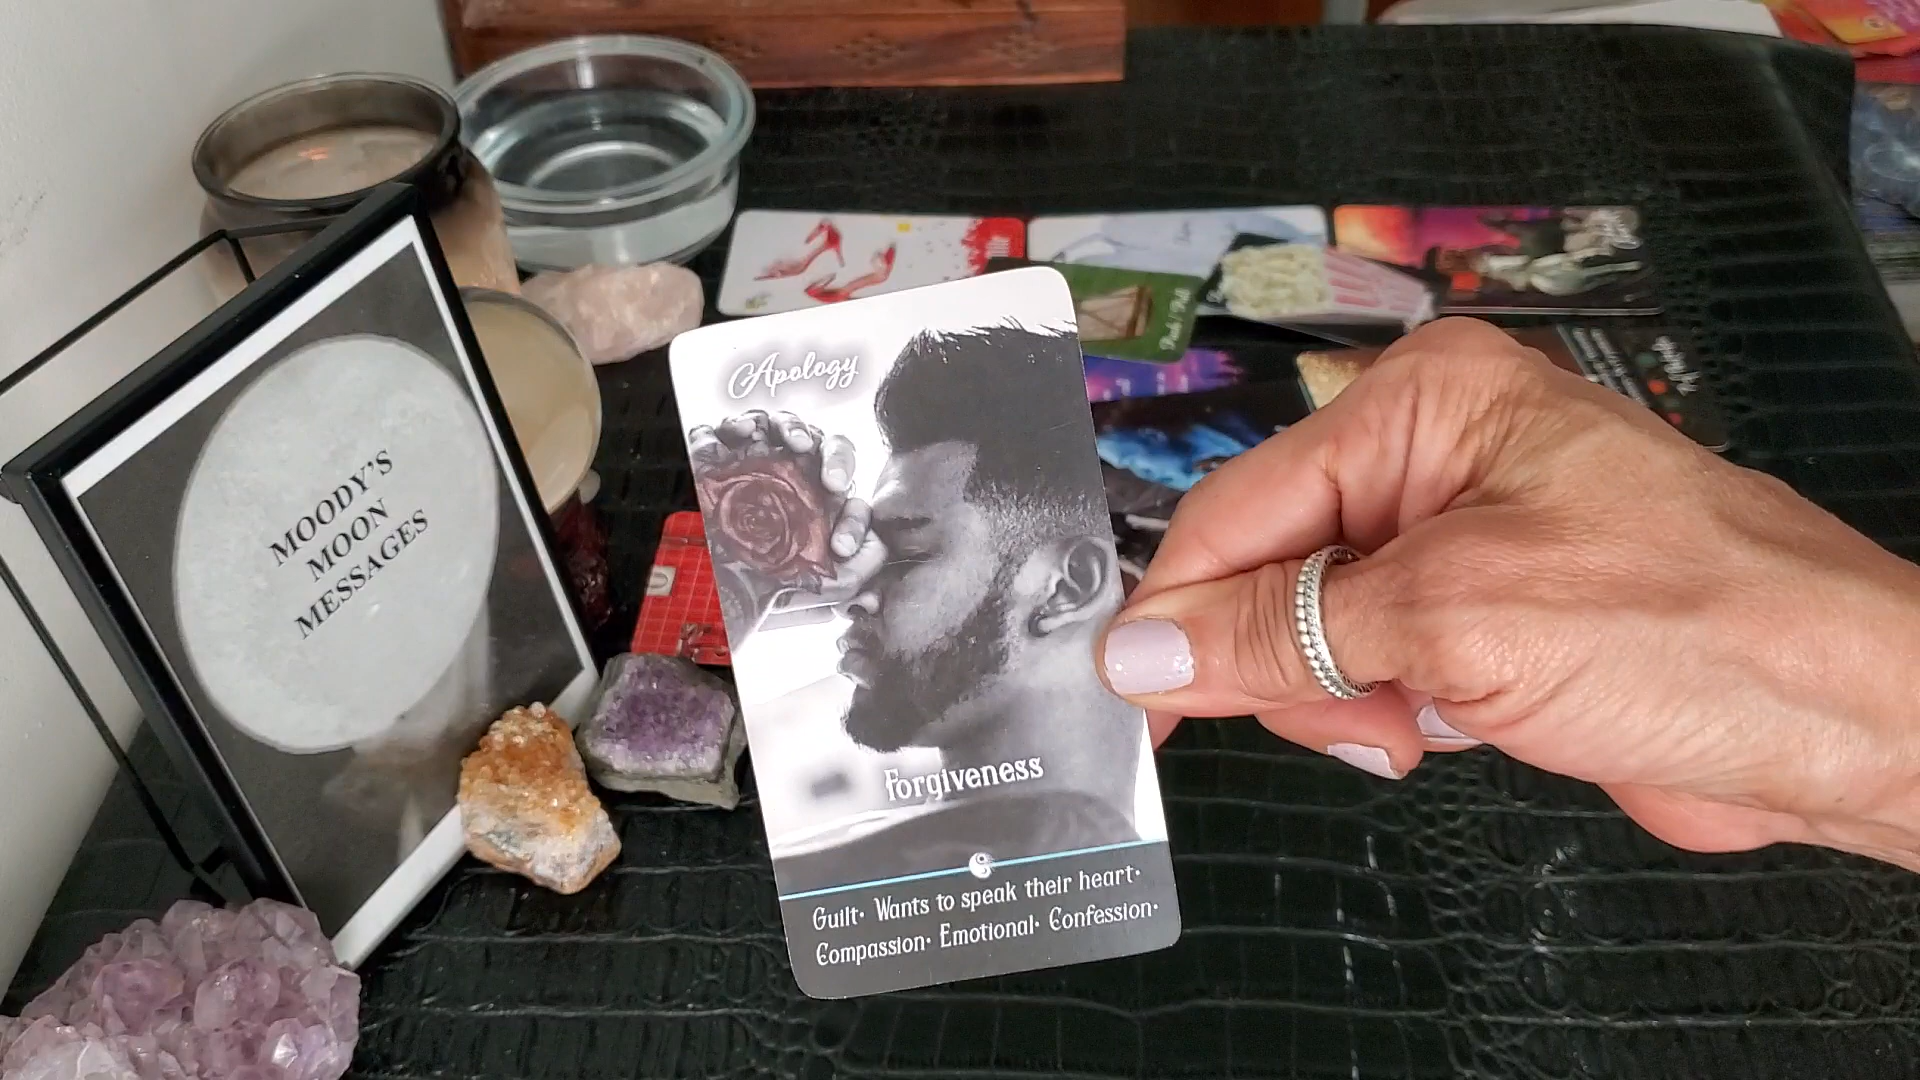 MOODY'S
MOON
MESSAGES
Apology
Forgiveness
Guilt• Wants to speak their heart•
Compassion• Emotional• Confession•